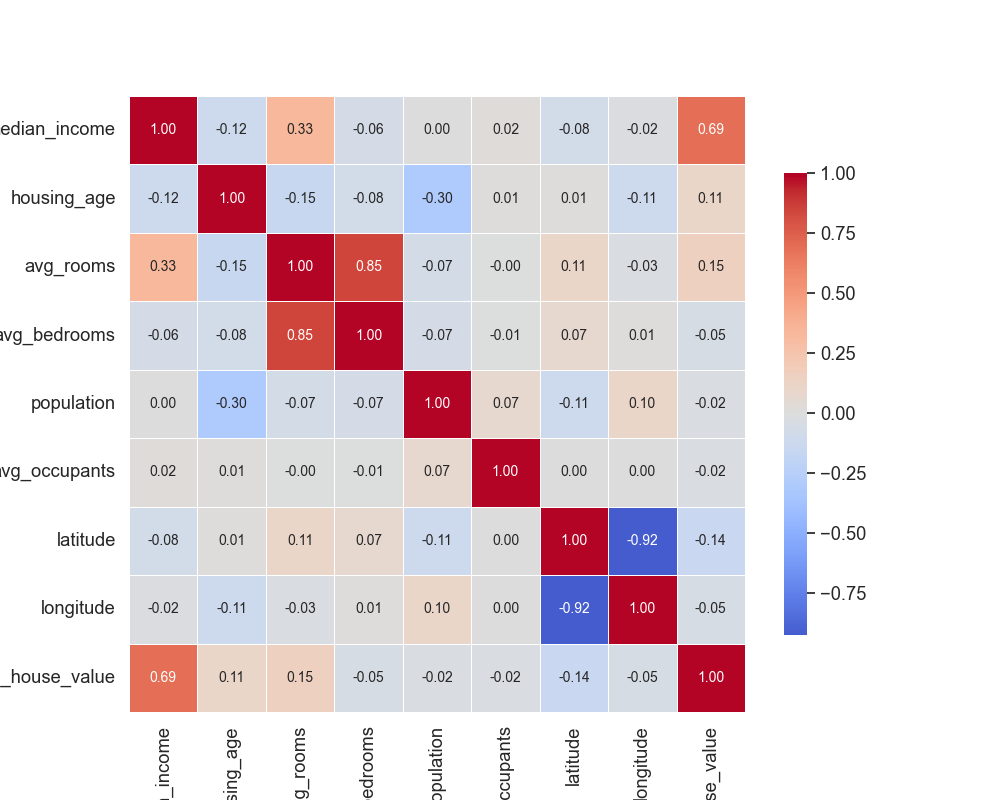 edian_income 1.00 -0.12 0.33 -0.06 0.00 0.02 -0.08 -0.02 0.69
housing_age -0.12 1.00 -0.15 -0.08 -0.30 0.01 0.01 -0.11 0.11
avg_rooms 0.33 -0.15 1.00 0.85 -0.07 -0.00 0.11 -0.03 0.15
avg_bedrooms -0.06 -0.08 0.85 1.00 -0.07 -0.01 0.07 0.01 -0.05
population 0.00 -0.30 -0.07 -0.07 1.00 0.07 -0.11 0.10 -0.02
avg_occupants 0.02 0.01 -0.00 -0.01 0.07 1.00 0.00 0.00 -0.02
latitude -0.08 0.01 0.11 0.07 -0.11 0.00 1.00 -0.92 -0.14
longitude -0.02 -0.11 -0.03 0.01 0.10 0.00 -0.92 1.00 -0.05
_house_value 0.69 0.11 0.15 -0.05 -0.02 -0.02 -0.14 -0.05 1.00
_income
sing_age
g_rooms
edrooms
opulation
ccupants
latitude
longitude
se_value
1.00
0.75
0.50
0.25
0.00
−0.25
−0.50
−0.75